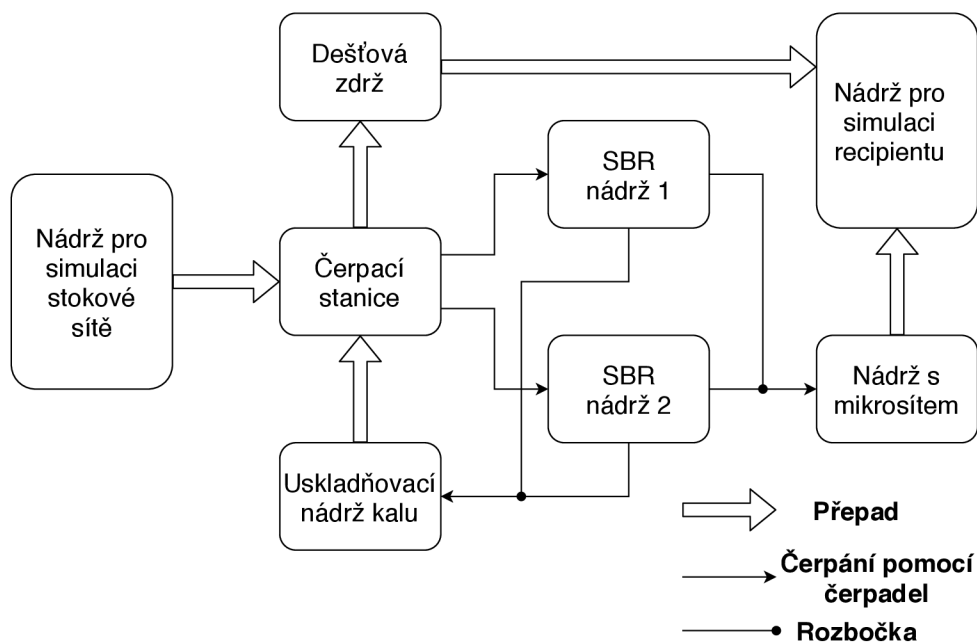 Dešťová
zdrž
Nádrž pro
simulaci
recipientu
SBR
nádrž 1
Nádrž pro
simulaci
stokové
sítě
Čerpací
stanice
SBR
nádrž 2
Nádrž s
mikrosítem
Uskladňovací
nádrž kalu
Přepad
Čerpání pomocí
čerpadel
Rozbočka